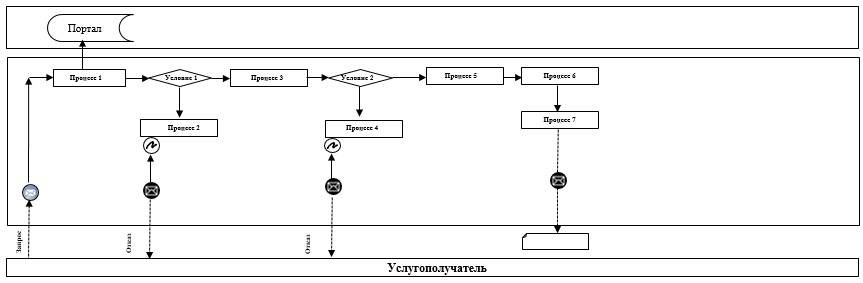 Портал
Процесс 1
Условие 1
Процесс 3
Условие 2
Процесс 5
Процесс 6
Процесс 2
Процесс 4
Процесс 7
Запрос
Отказ
Отказ
Услугополучатель